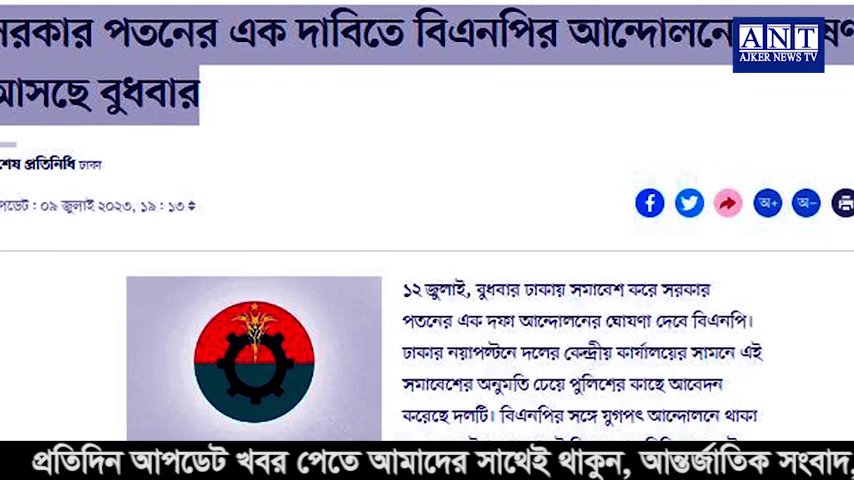 সরকার পতনের এক দাবিতে বিএনপির আন্দোলনে
আসছে বুধবার
ANT
AJKER NEWS TV
শেষ প্রতিনিধি ঢাকা
পডেট : ০৯ জুলাই ২০২৩, ১৯ : ১৩
অ+ অ-
১২ জুলাই, বুধবার ঢাকায় সমাবেশ করে সরকার
পতনের এক দফা আন্দোলনের ঘোষণা দেবে বিএনপি।
ঢাকার নয়াপল্টনে দলের কেন্দ্রীয় কার্যালয়ের সামনে এই
সমাবেশের অনুমতি চেয়ে পুলিশের কাছে আবেদন
করেছে দলটি। বিএনপির সঙ্গে যুগপৎ আন্দোলনে থাকা
প্রতিদিন আপডেট খবর পেতে আমাদের সাথেই থাকুন, আন্তর্জাতিক সংবাদ,